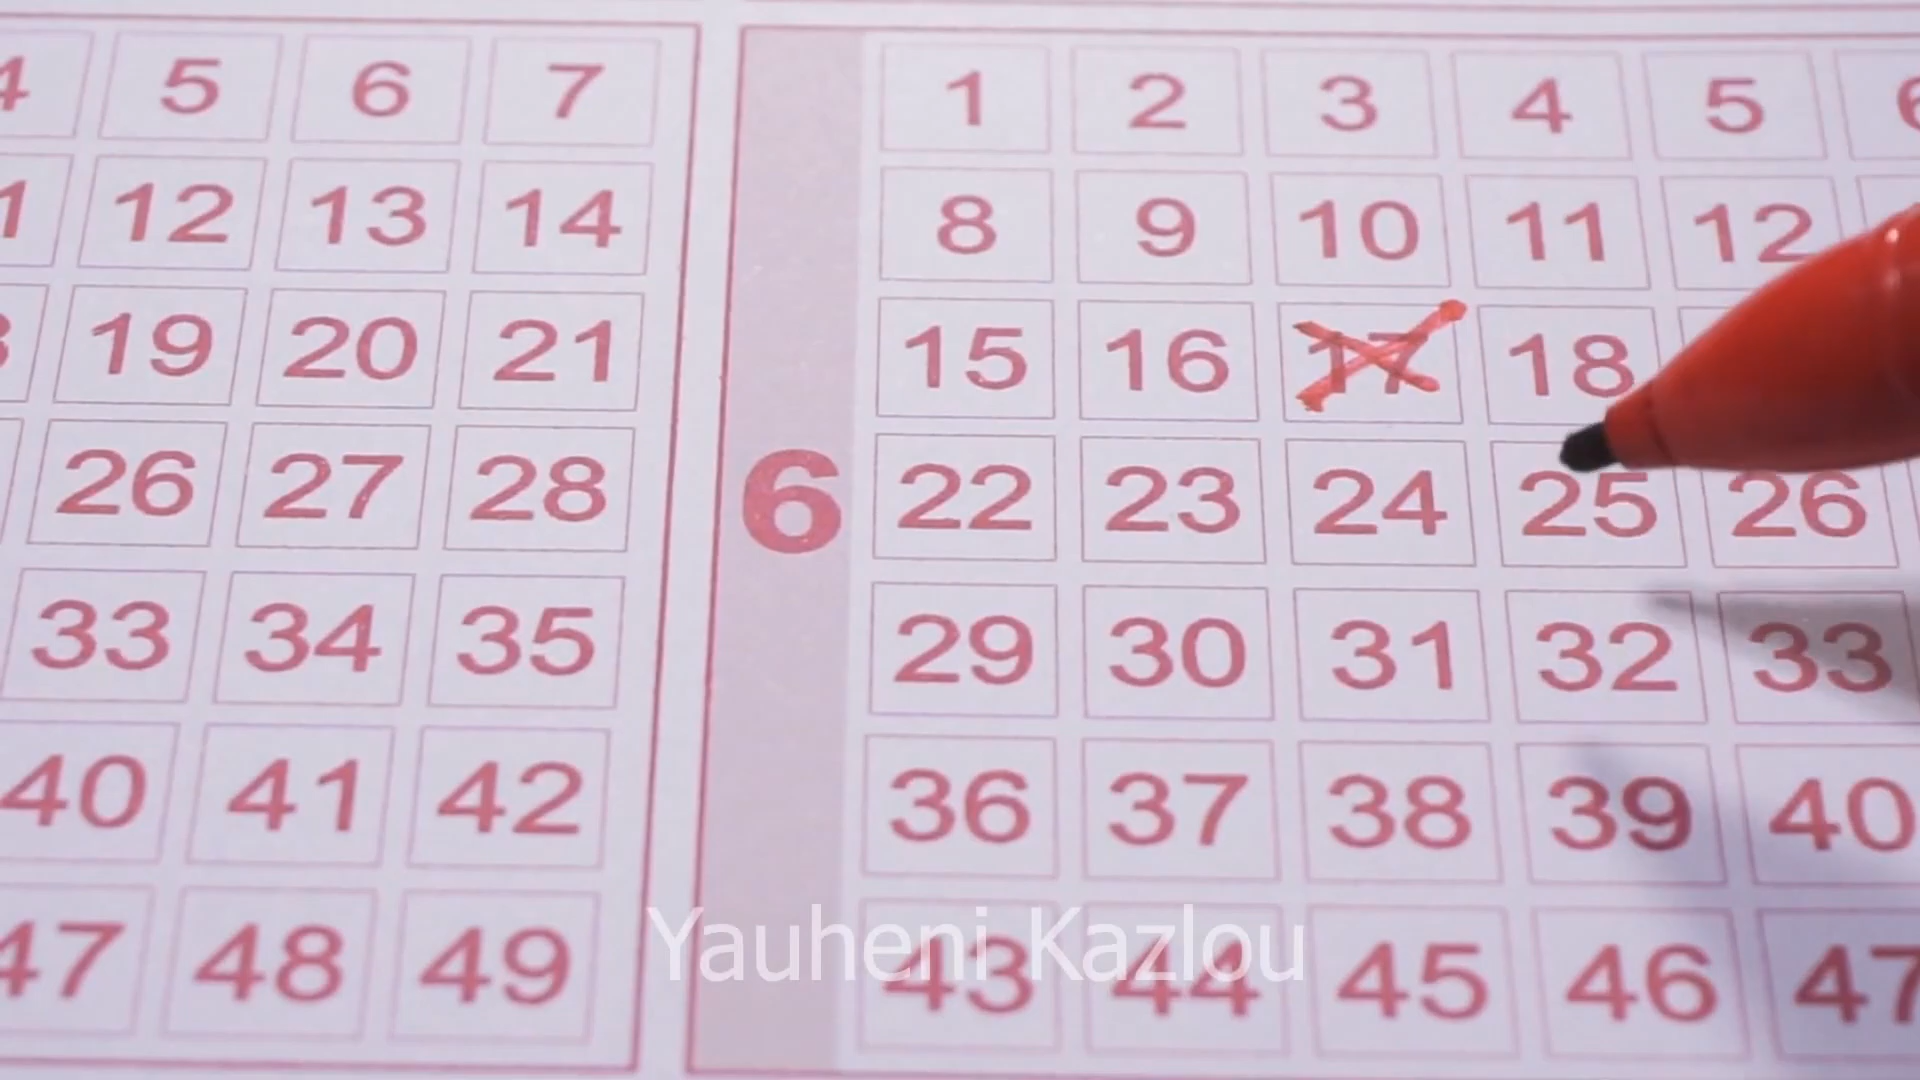 4 5 6 7
12 13 14
19 20 21
26 27 28
33 34 35
40 41 42
47 48 49
6
1 2 3 4 5 6
8 9 10 11 12
15 16 17 18
22 23 24 25 26
29 30 31 32 33
36 37 38 39 40
43 44 45 46 47
Yauheni Kazlou